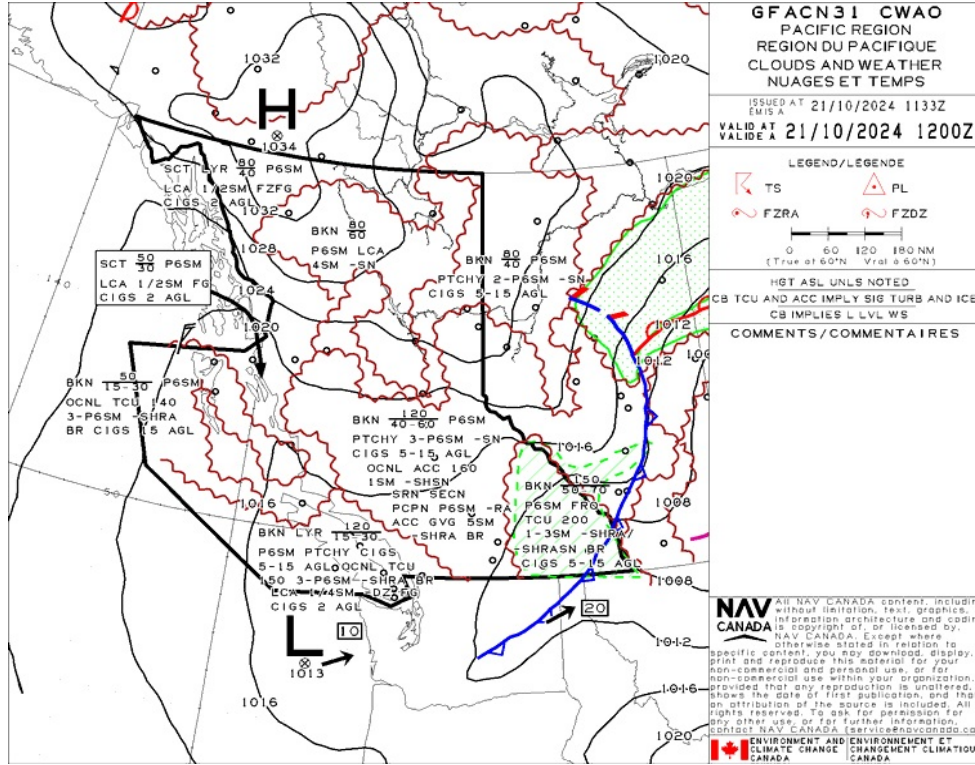 GFACN31 CWAO
PACIFIC REGION
REGION DU PACIFIQUE
CLOUDS AND WEATHER
NUAGES ET TEMPS
ISSUED AT 21/10/2024 1133Z
ÉMIS A
VALID AT 21/10/2024 1200Z
VALIDE A
LEGEND/LÉGENDE
TS
PL
FZRA
FZDZ
0 60 120 180 NM
(True at 60°N Vrai à 60°N)
HGT ASL UNLS NOTED
CB TCU AND ACC IMPLY SIG TURB AND ICE
CB IMPLIES L LVL WS
COMMENTS/COMMENTAIRES
1032
1020
H
1034
SCT LYR 80/40 P6SM
LCA 1/2SM FZFG
CIGS 2 AGL
1020
140
1032
1028
BKN 80/60
P6SM LCA
4SM -SN
BKN 80/40 P6SM
PTCHY 2-P6SM -SN
CIGS 5-15 AGL
1016
SCT 50/30 P6SM
LCA 1/2SM FG
CIGS 2 AGL
1024
1020
1012
1012
BKN 50/15-30 P6SM
OCNL TCU 140
3-P6SM -SHRA
BR CIGS 15 AGL
BKN 120/40-60 P6SM
PTCHY 3-P6SM -SN
CIGS 5-15 AGL
OCNL ACC 160
1SM -SHSN
SRN SECN
PCPN P6SM -RA
ACC GVG 5SM
-SHRA BR
1016
BKN 150/50-70
P6SM FRQ
TCU 200
1-3SM -SHRA/
-SHRASN BR
CIGS 5-15 AGL
50
1016
1008
BKN LYR 120/15-30
P6SM PTCHY CIGS
5-15 AGL OCNL TCU
150 3-P6SM -SHRA BR
LCA 1/4SM -DZ FG
CIGS 2 AGL
1008
L
1013
10
20
1012
1016
1016
1020
NAV
CANADA
All NAV CANADA content, including
without limitation, text, graphics,
information architecture and coding
is copyright of, or licensed by,
NAV CANADA. Except where
otherwise stated in relation to
specific content, you may download, display,
print and reproduce this material for your
non-commercial and personal use, or for
non-commercial use within your organization,
provided that any reproduction is unaltered,
shows the date of first publication, and that
an attribution of the source is included. All
rights reserved. To ask for permission for
any other use, or for further information,
contact NAV CANADA (service@navcanada.ca
ENVIRONMENT AND
CLIMATE CHANGE
CANADA
ENVIRONNEMENT ET
CHANGEMENT CLIMATIQUE
CANADA